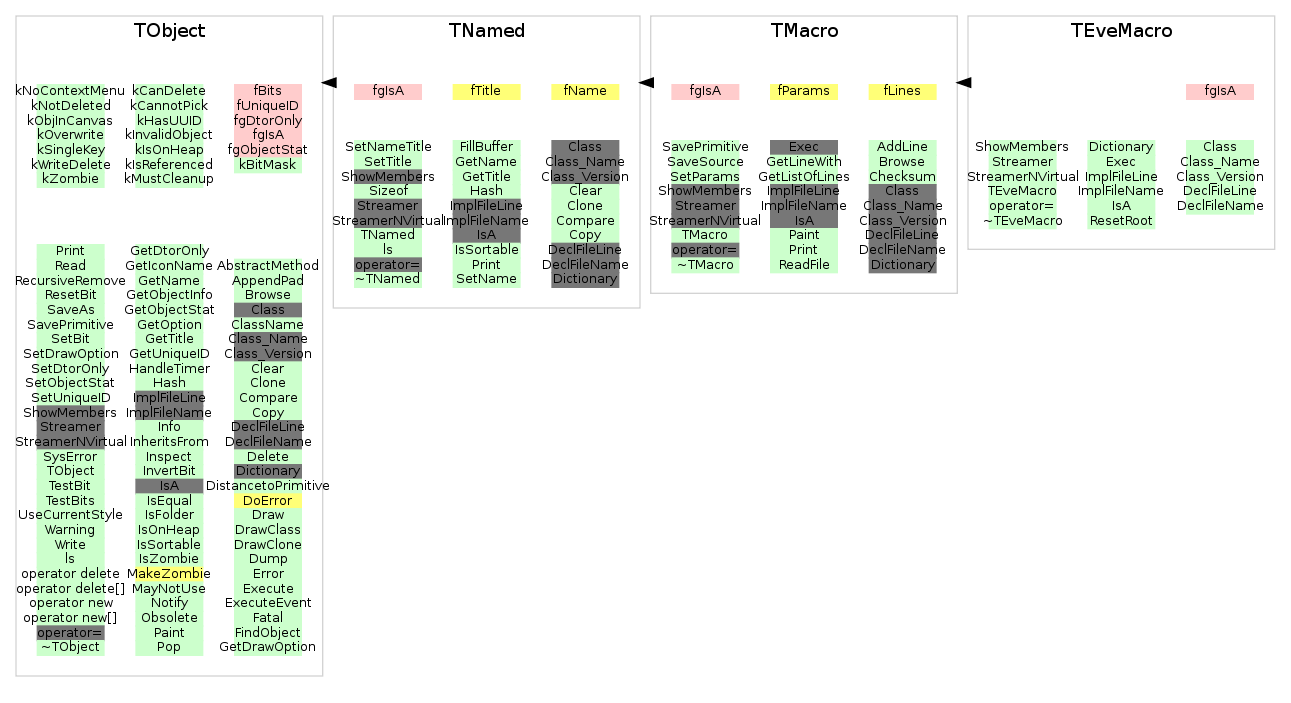 TObject
kNoContextMenu
kNotDeleted
kObjInCanvas
kOverwrite
kSingleKey
kWriteDelete
kZombie
kCanDelete
kCannotPick
kHasUUID
kInvalidObject
kIsOnHeap
kIsReferenced
kMustCleanup
fBits
fUniqueID
fgDtorOnly
fgIsA
fgObjectStat
kBitMask
Print
Read
RecursiveRemove
ResetBit
SaveAs
SavePrimitive
SetBit
SetDrawOption
SetDtorOnly
SetObjectStat
SetUniqueID
ShowMembers
Streamer
StreamerNVirtual
SysError
TObject
TestBit
TestBits
UseCurrentStyle
Warning
Write
ls
operator delete
operator delete[]
operator new
operator new[]
operator=
~TObject
GetDtorOnly
GetIconName
GetName
GetObjectInfo
GetObjectStat
GetOption
GetTitle
GetUniqueID
HandleTimer
Hash
ImplFileLine
ImplFileName
Info
InheritsFrom
Inspect
InvertBit
IsA
IsEqual
IsFolder
IsOnHeap
IsSortable
IsZombie
MakeZombie
MayNotUse
Notify
Obsolete
Paint
Pop
AbstractMethod
AppendPad
Browse
Class
ClassName
Class_Name
Class_Version
Clear
Clone
Compare
Copy
DeclFileLine
DeclFileName
Delete
Dictionary
DistancetoPrimitive
DoError
Draw
DrawClass
DrawClone
Dump
Error
Execute
ExecuteEvent
Fatal
FindObject
GetDrawOption
TNamed
fgIsA
fTitle
fName
SetNameTitle
SetTitle
ShowMembers
Sizeof
Streamer
StreamerNVirtual
TNamed
ls
operator=
~TNamed
FillBuffer
GetName
GetTitle
Hash
ImplFileLine
ImplFileName
IsA
IsSortable
Print
SetName
Class
Class_Name
Class_Version
Clear
Clone
Compare
Copy
DeclFileLine
DeclFileName
Dictionary
TMacro
fgIsA
fParams
fLines
SavePrimitive
SaveSource
SetParams
ShowMembers
Streamer
StreamerNVirtual
TMacro
operator=
~TMacro
Exec
GetLineWith
GetListOfLines
ImplFileLine
ImplFileName
IsA
Paint
Print
ReadFile
AddLine
Browse
Checksum
Class
Class_Name
Class_Version
DeclFileLine
DeclFileName
Dictionary
TEveMacro
fgIsA
ShowMembers
Streamer
StreamerNVirtual
TEveMacro
operator=
~TEveMacro
Dictionary
Exec
ImplFileLine
ImplFileName
IsA
ResetRoot
Class
Class_Name
Class_Version
DeclFileLine
DeclFileName